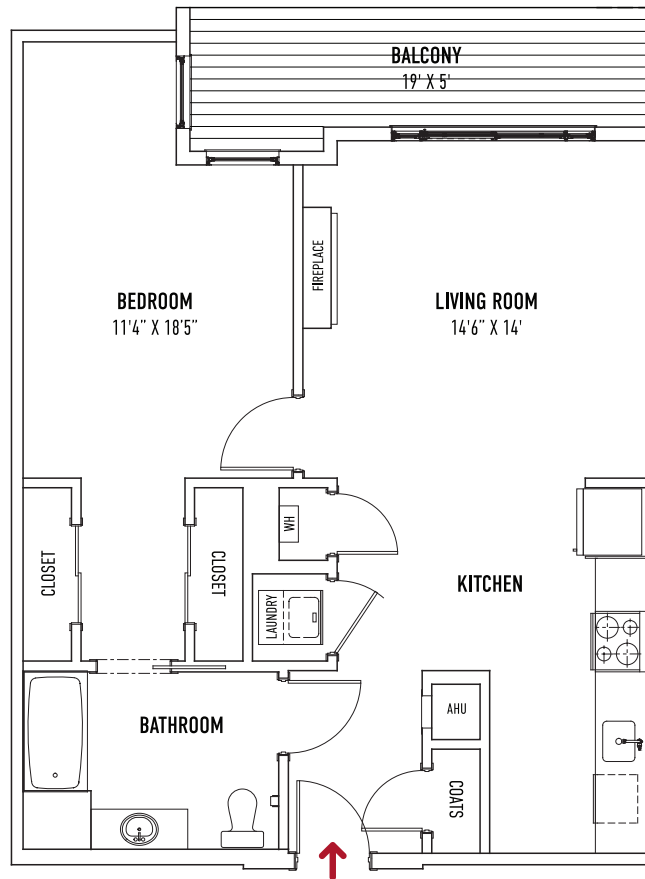 BALCONY
19' X 5'
FIREPLACE
BEDROOM
11'4" X 18'5"
LIVING ROOM
14'6" X 14'
WH
CLOSET
CLOSET
LAUNDRY
KITCHEN
BATHROOM
AHU
COATS